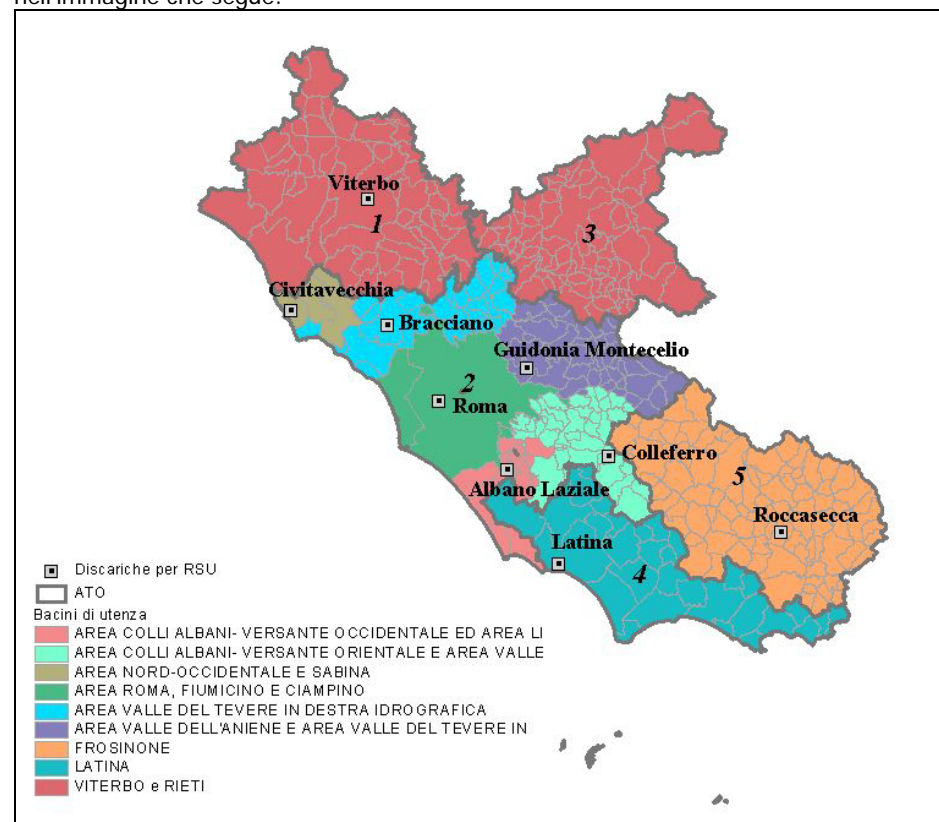 nell'immagine che segue:
Viterbo
1
3
Civitavecchia
Bracciano
Guidonia Montecelio
2
Roma
Colleferro
5
Albano Laziale
Roccasecca
Latina
4
Discariche per RSU
ATO
Bacini di utenza
AREA COLLI ALBANI- VERSANTE OCCIDENTALE ED AREA LI
AREA COLLI ALBANI- VERSANTE ORIENTALE E AREA VALLE
AREA NORD-OCCIDENTALE E SABINA
AREA ROMA, FIUMICINO E CIAMPINO
AREA VALLE DEL TEVERE IN DESTRA IDROGRAFICA
AREA VALLE DELL'ANIENE E AREA VALLE DEL TEVERE IN
FROSINONE
LATINA
VITERBO e RIETI